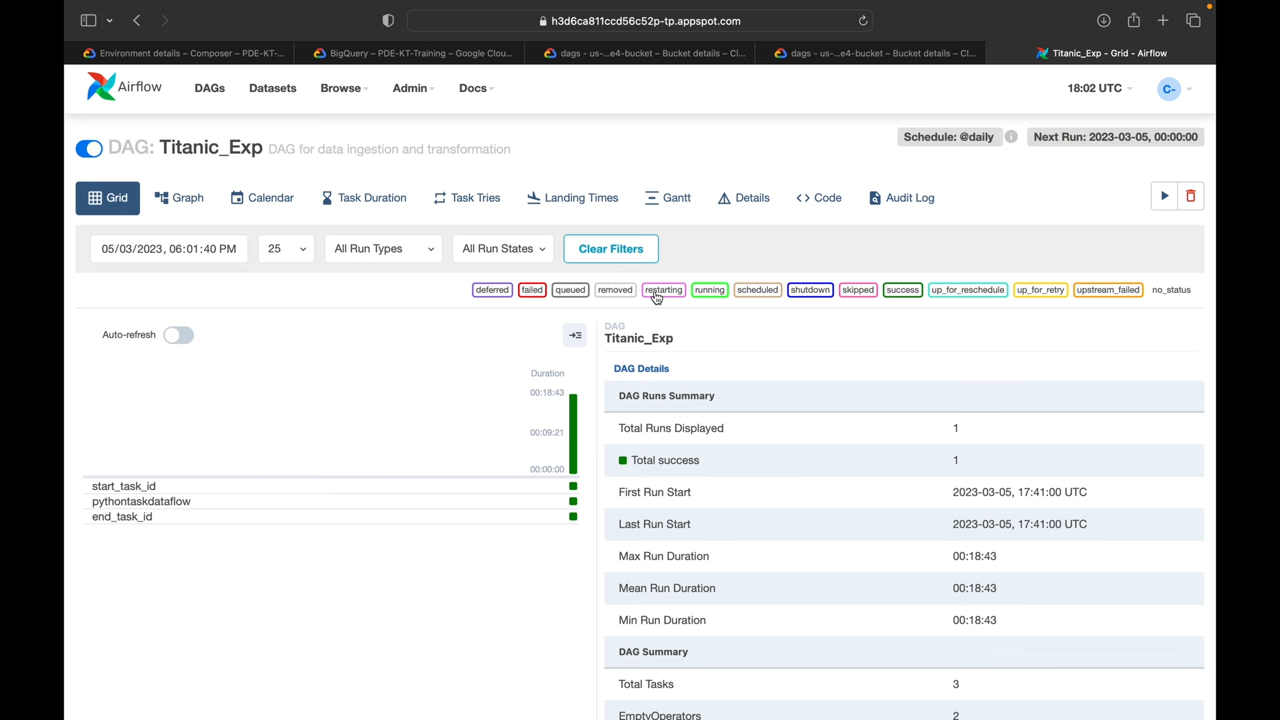 h3d6ca811ccd56c52p-tp.appspot.com
Environment details – Composer – PDE-KT-... BigQuery – PDE-KT-Training – Google Clou... dags - us-...e4-bucket – Bucket details – Cl... dags - us-...e4-bucket – Bucket details – Cl... Titanic_Exp - Grid - Airflow
Airflow DAGs Datasets Browse Admin Docs 18:02 UTC C-
DAG: Titanic_Exp DAG for data ingestion and transformation Schedule: @daily Next Run: 2023-03-05, 00:00:00
Grid Graph Calendar Task Duration Task Tries Landing Times Gantt Details <> Code Audit Log
05/03/2023, 06:01:40 PM 25 All Run Types All Run States Clear Filters
deferred failed queued removed restarting running scheduled shutdown skipped success up_for_reschedule up_for_retry upstream_failed no_status
Auto-refresh
Duration
00:18:43
00:09:21
00:00:00
start_task_id
pythontaskdataflow
end_task_id
DAG
Titanic_Exp
DAG Details
DAG Runs Summary
Total Runs Displayed 1
Total success 1
First Run Start 2023-03-05, 17:41:00 UTC
Last Run Start 2023-03-05, 17:41:00 UTC
Max Run Duration 00:18:43
Mean Run Duration 00:18:43
Min Run Duration 00:18:43
DAG Summary
Total Tasks 3
EmptyOperators 2